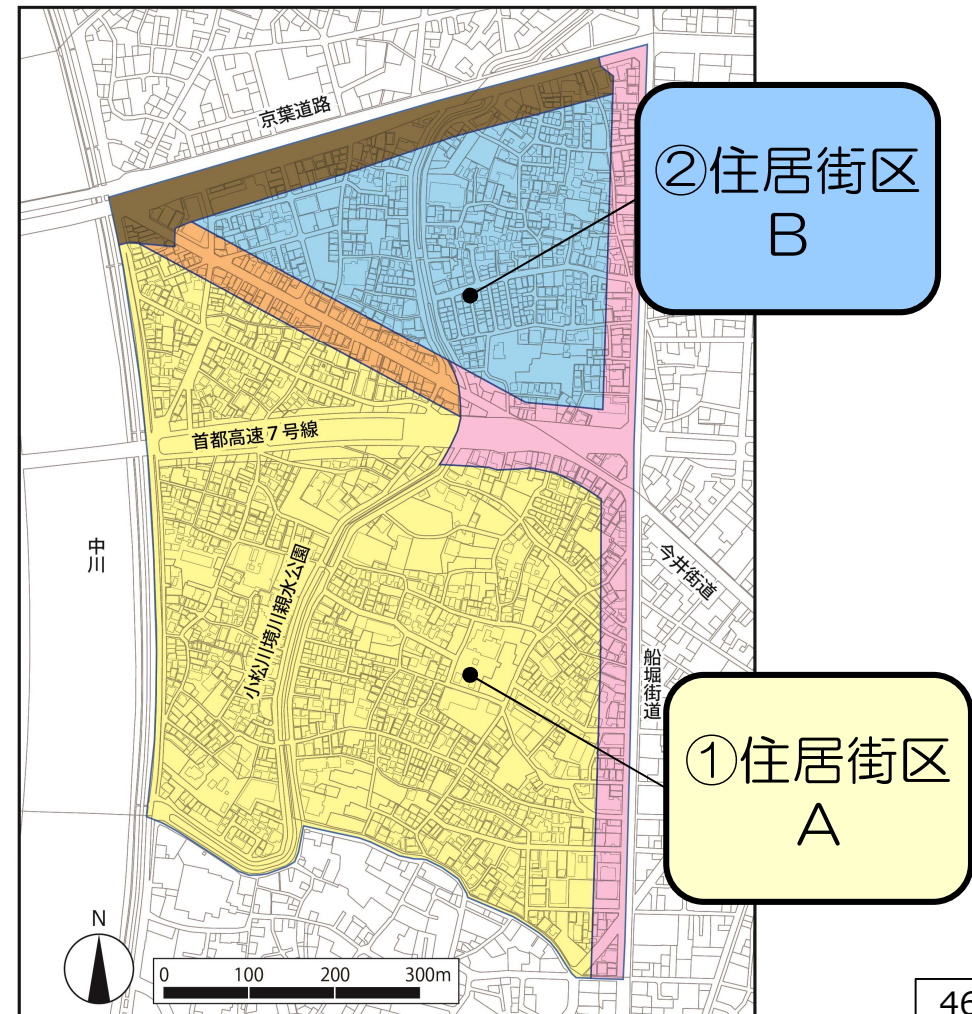 京葉道路
②住居街区
B
首都高速7号線
中川
小松川境川親水公園
今井街道
船堀街道
①住居街区
A
N
0 100 200 300m
46